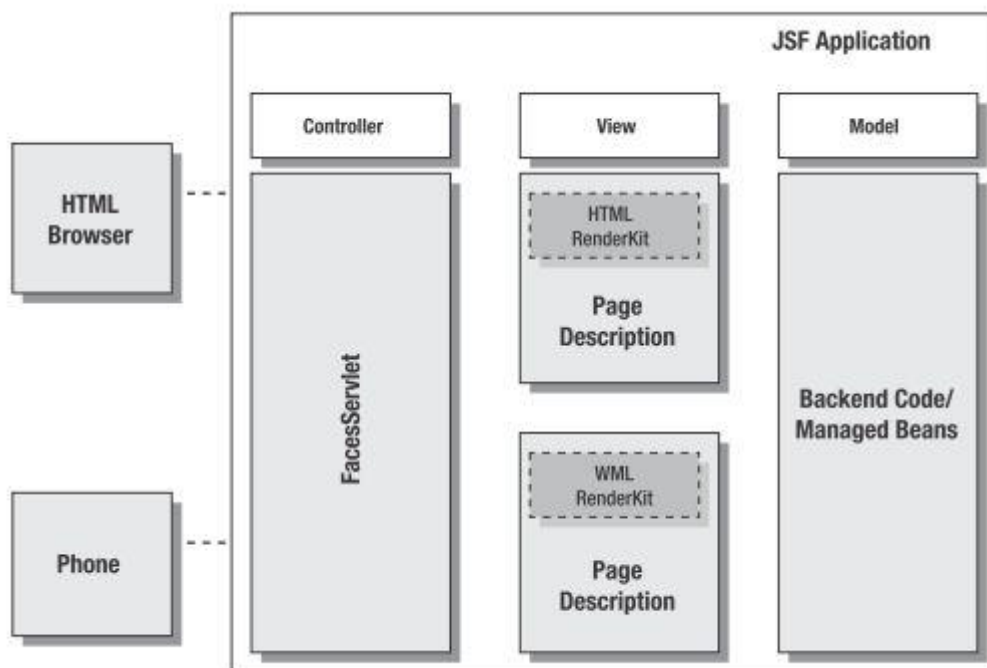 JSF Application
Controller
View
Model
HTML
Browser
Phone
FacesServlet
HTML
RenderKit
Page
Description
WML
RenderKit
Page
Description
Backend Code/
Managed Beans